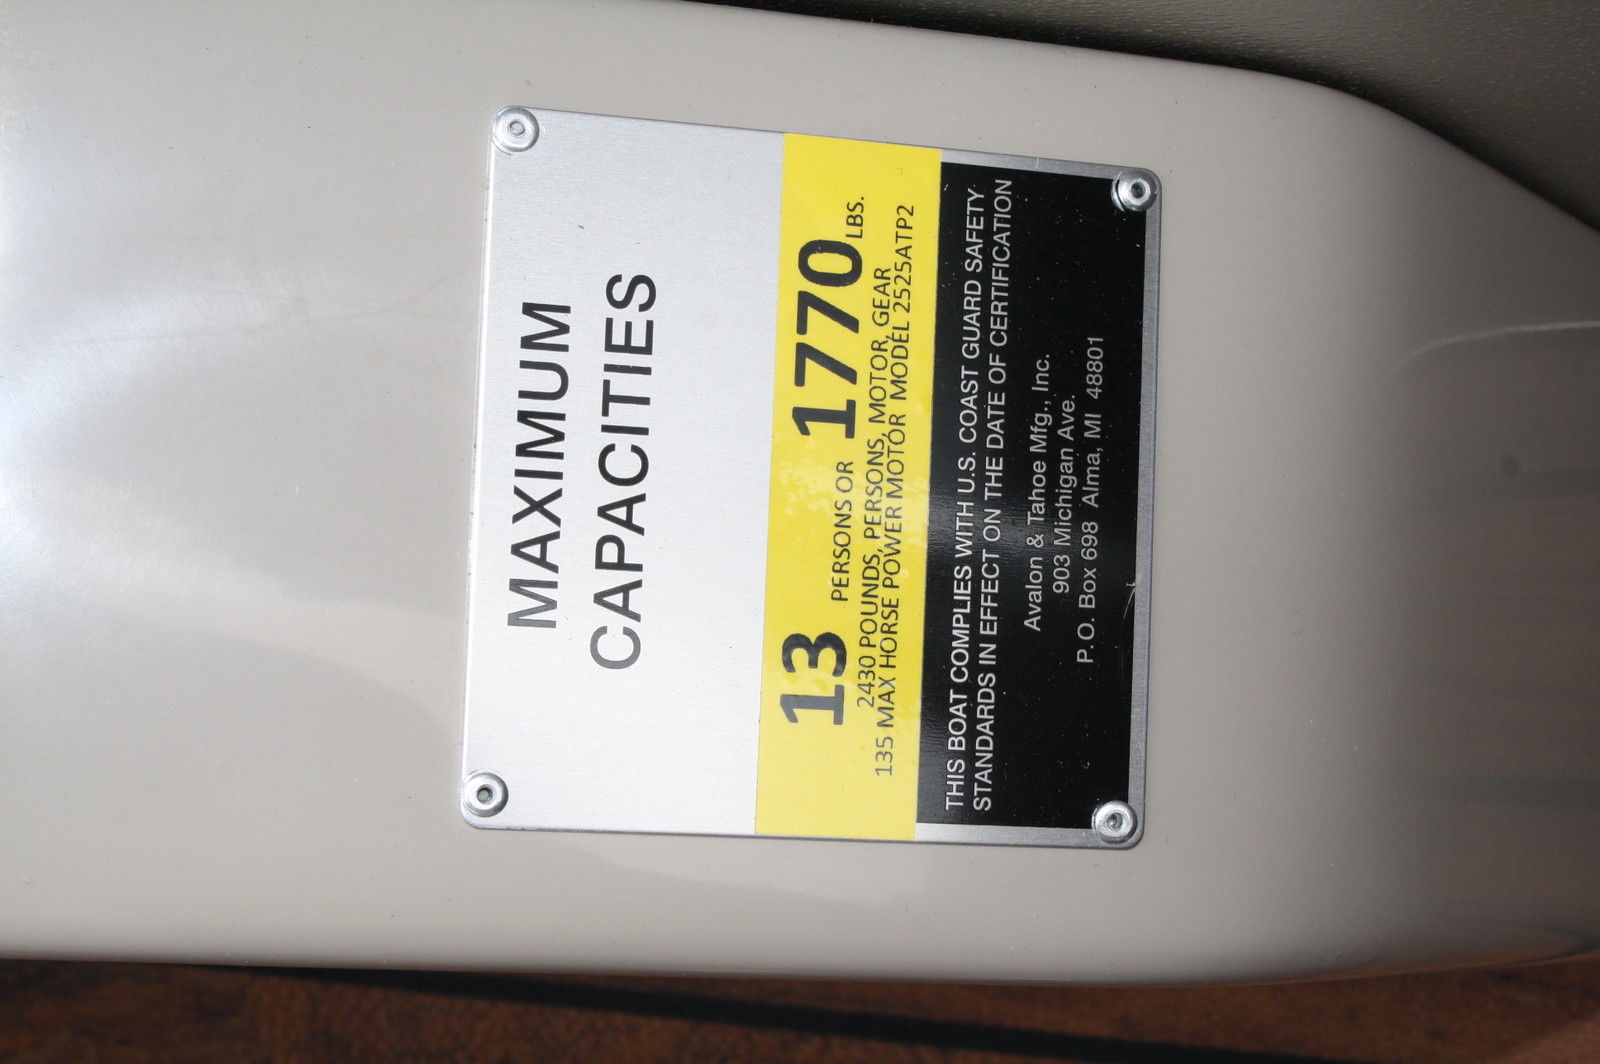 MAXIMUM
CAPACITIES
13 PERSONS OR 1770 LBS.
2430 POUNDS, PERSONS, MOTOR, GEAR
135 MAX HORSE POWER MOTOR MODEL 2525ATP2
THIS BOAT COMPLIES WITH U.S. COAST GUARD SAFETY
STANDARDS IN EFFECT ON THE DATE OF CERTIFICATION
Avalon & Tahoe Mfg., Inc.
903 Michigan Ave.
P.O. Box 698 Alma, MI 48801